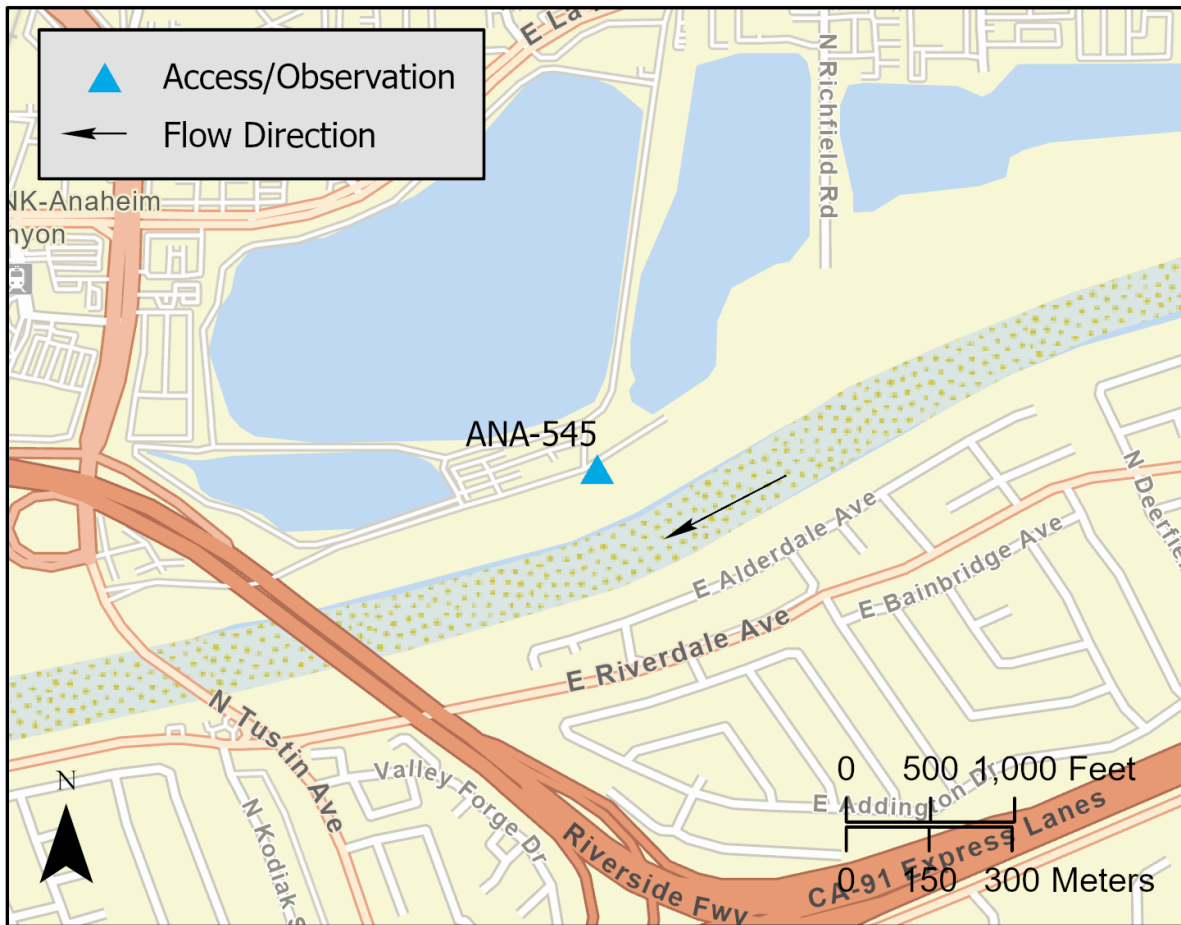 Access/Observation
Flow Direction
E La
N Richfield Rd
NK-Anaheim
nyon
ANA-545
E Alderdale Ave
E Bainbridge Ave
N Deerfiel
E Riverdale Ave
N Tustin Ave
Valley Forge Dr
N Kodiak S
Riverside Fwy
E Addington Dr
CA-91 Express Lanes
N
0 500 1,000 Feet
0 150 300 Meters